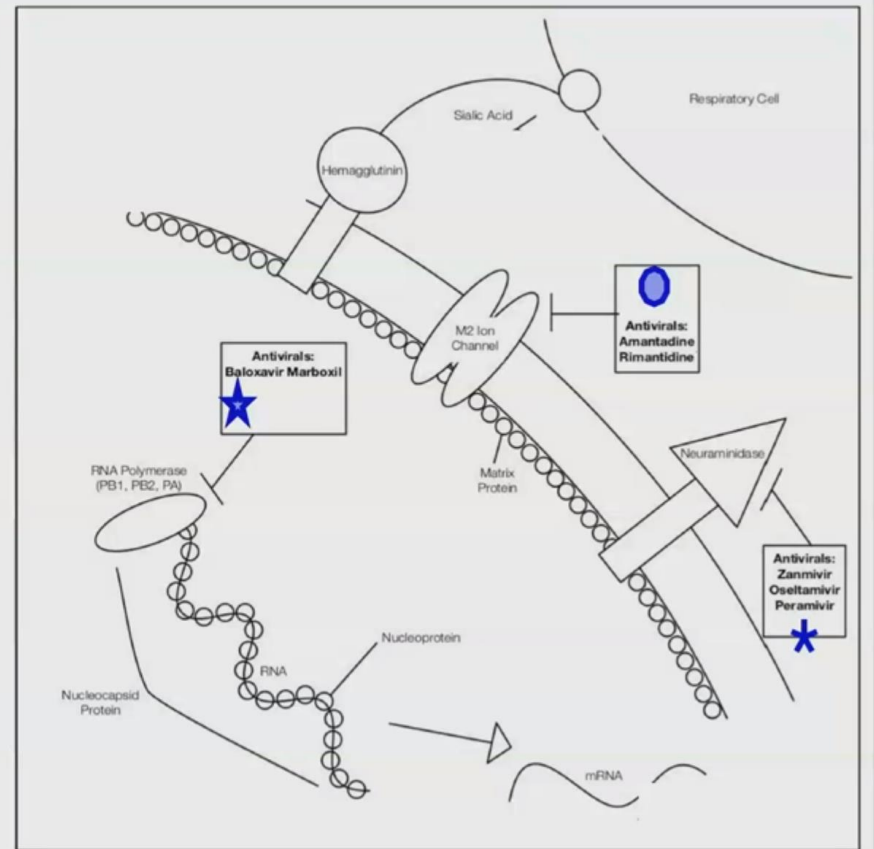 Respiratory Cell
Sialic Acid
Hemagglutinin
Antivirals:
Amantadine
Rimantidine
M2 Ion
Channel
Antivirals:
Baloxavir Marboxil
Neuraminidase
RNA Polymerase
(PB1, PB2, PA)
Matrix
Protein
Antivirals:
Zanmivir
Oseltamivir
Peramivir
Nucleoprotein
RNA
Nucleocapsid
Protein
mRNA